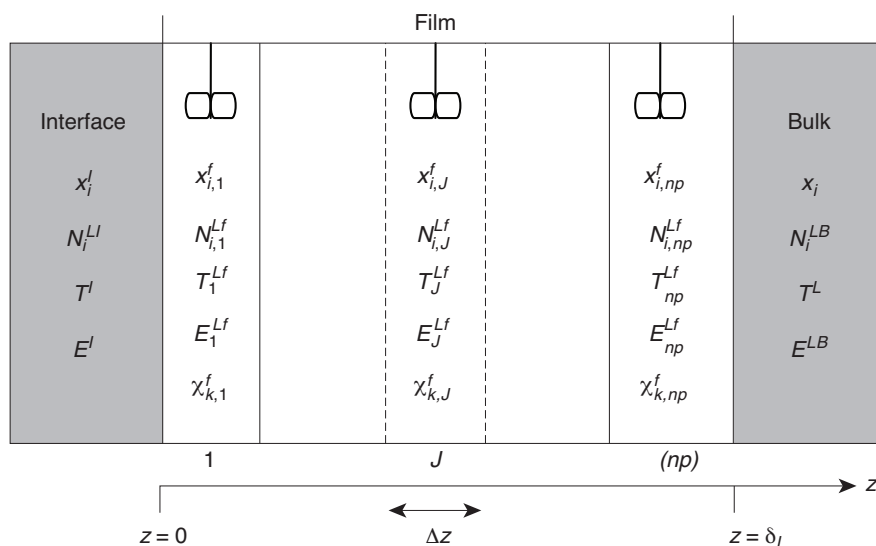 Film
Interface Bulk
x_i^I x_{i,1}^f x_{i,J}^f x_{i,np}^f x_i
N_i^{LI} N_{i,1}^{Lf} N_{i,J}^{Lf} N_{i,np}^{Lf} N_i^{LB}
T^I T_1^{Lf} T_J^{Lf} T_{np}^{Lf} T^L
E^I E_1^{Lf} E_J^{Lf} E_{np}^{Lf} E^{LB}
χ_{k,1}^f χ_{k,J}^f χ_{k,np}^f
1 J (np)
z
z = 0 Δz z = δ_L